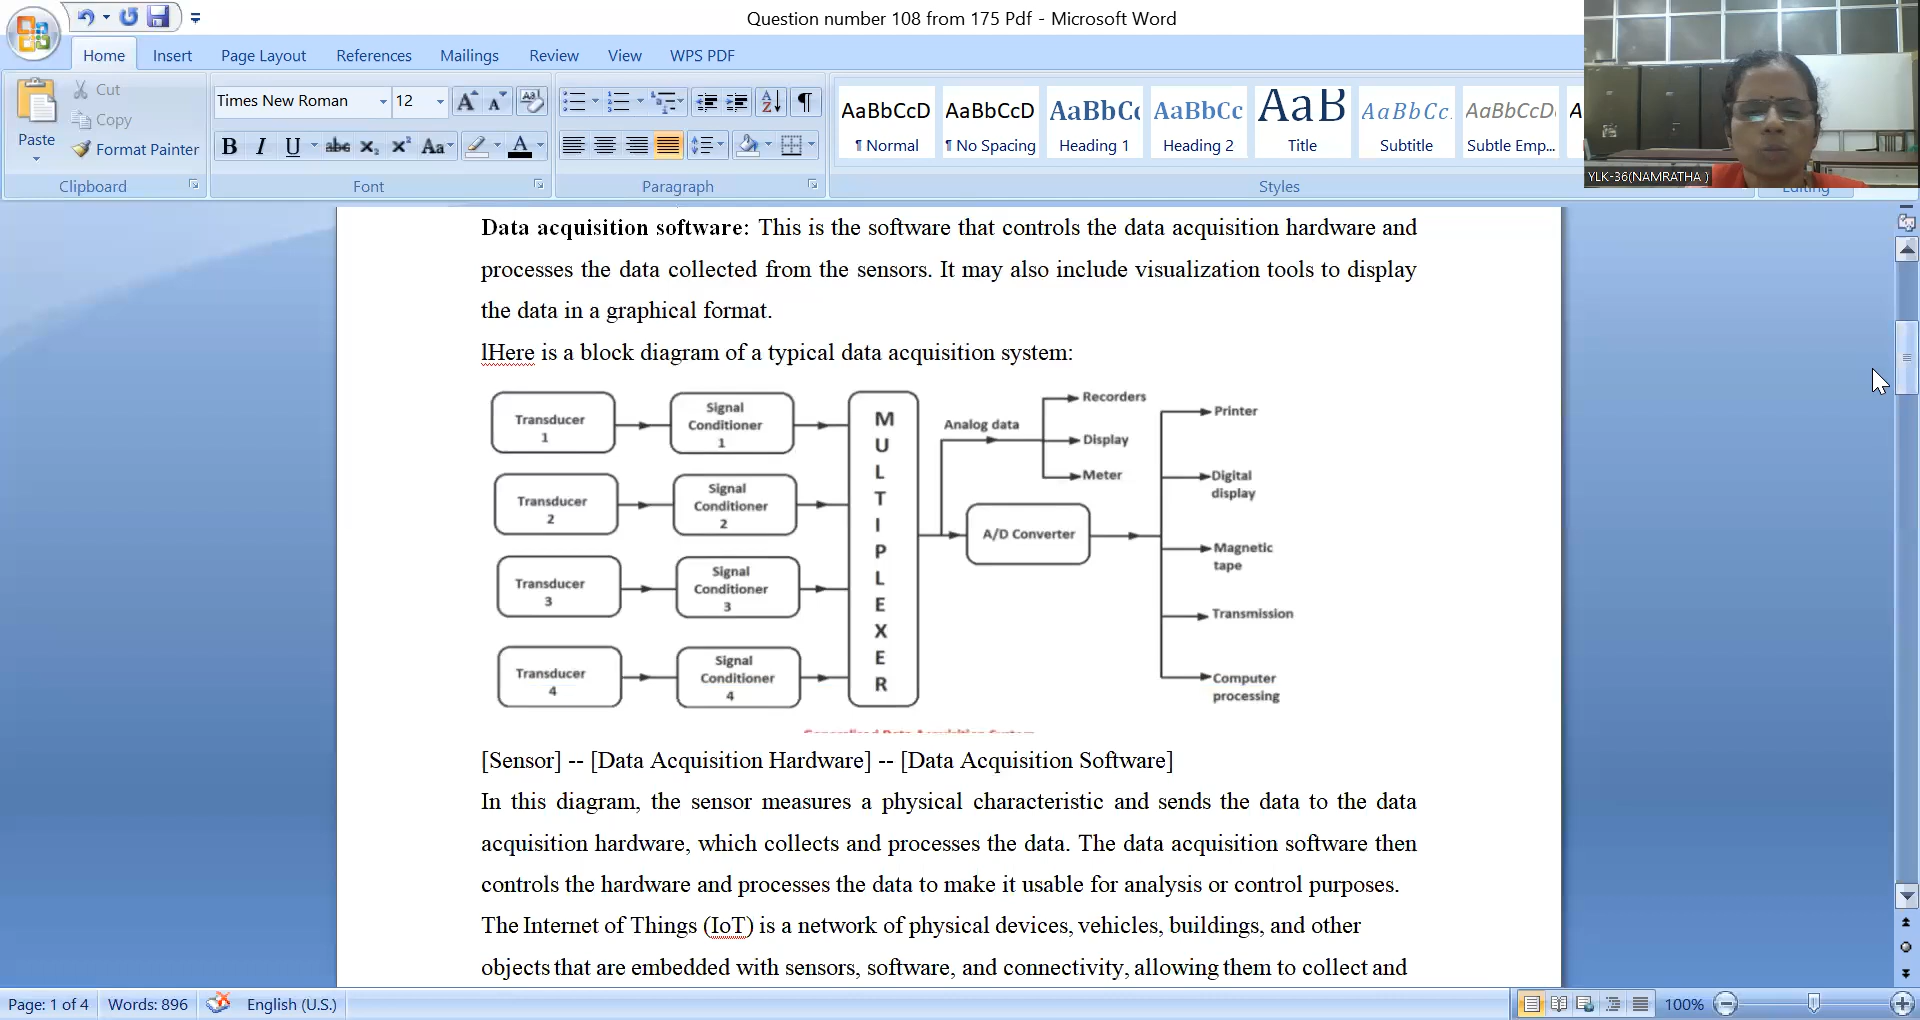 Question number 108 from 175 Pdf - Microsoft Word
Home Insert Page Layout References Mailings Review View WPS PDF
Paste
Cut
Copy
Format Painter
Clipboard
Times New Roman 12
Font
Paragraph
AaBbCcD AaBbCcD AaBbCc AaBbCc AaB AaBbCc. AaBbCcD
¶ Normal ¶ No Spacing Heading 1 Heading 2 Title Subtitle Subtle Emp...
Styles
Editing
YLK-36(NAMRATHA )
Data acquisition software: This is the software that controls the data acquisition hardware and
processes the data collected from the sensors. It may also include visualization tools to display
the data in a graphical format.
lHere is a block diagram of a typical data acquisition system:
Transducer
1
Signal
Conditioner
1
Transducer
2
Signal
Conditioner
2
Transducer
3
Signal
Conditioner
3
Transducer
4
Signal
Conditioner
4
MULTIPLEXER
Analog data
Recorders
Display
Meter
A/D Converter
Printer
Digital
display
Magnetic
tape
Transmission
Computer
processing
Generalised Data Acquisition System
[Sensor] -- [Data Acquisition Hardware] -- [Data Acquisition Software]
In this diagram, the sensor measures a physical characteristic and sends the data to the data
acquisition hardware, which collects and processes the data. The data acquisition software then
controls the hardware and processes the data to make it usable for analysis or control purposes.
The Internet of Things (IoT) is a network of physical devices, vehicles, buildings, and other
objects that are embedded with sensors, software, and connectivity, allowing them to collect and
Page: 1 of 4 Words: 896 English (U.S.) 100%